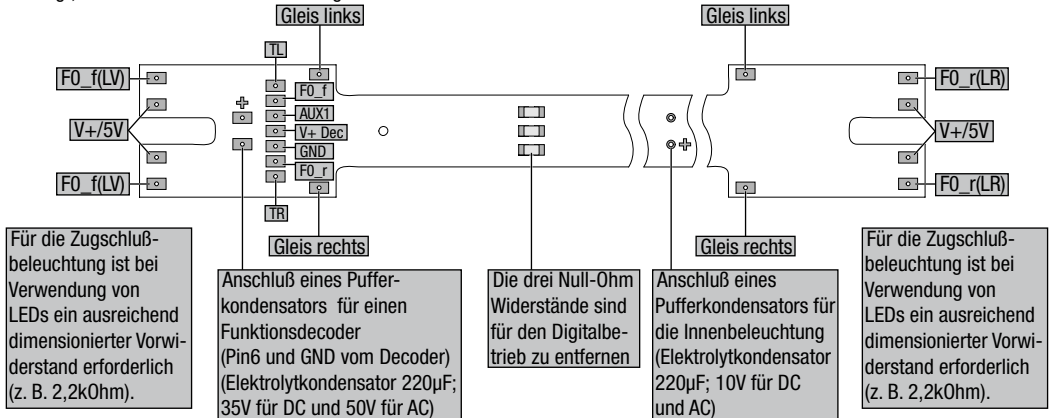 Gleis links
Gleis links
TL
F0_f(LV)
F0_f
F0_r(LR)
AUX1
V+/5V
V+ Dec
V+/5V
GND
F0_f(LV)
F0_r
F0_r(LR)
TR
Gleis rechts
Gleis rechts
Für die Zugschluß-
beleuchtung ist bei
Verwendung von
LEDs ein ausreichend
dimensionierter Vorwi-
derstand erforderlich
(z. B. 2,2kOhm).
Anschluß eines Puffer-
kondensators für einen
Funktionsdecoder
(Pin6 und GND vom Decoder)
(Elektrolytkondensator 220µF;
35V für DC und 50V für AC)
Die drei Null-Ohm
Widerstände sind
für den Digitalbe-
trieb zu entfernen
Anschluß eines
Pufferkondensators für
die Innenbeleuchtung
(Elektrolytkondensator
220µF; 10V für DC
und AC)
Für die Zugschluß-
beleuchtung ist bei
Verwendung von
LEDs ein ausreichend
dimensionierter Vorwi-
derstand erforderlich
(z. B. 2,2kOhm).